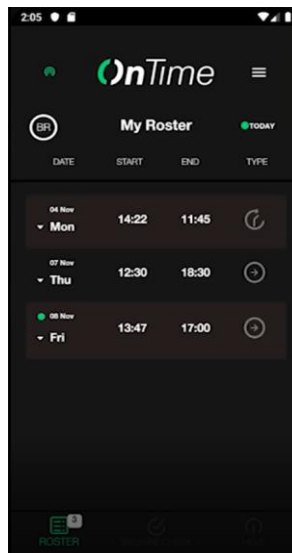 2:05
OnTime
BR My Roster TODAY
DATE START END TYPE
04 Nov
Mon 14:22 11:45
07 Nov
Thu 12:30 18:30
08 Nov
Fri 13:47 17:00
3
ROSTER